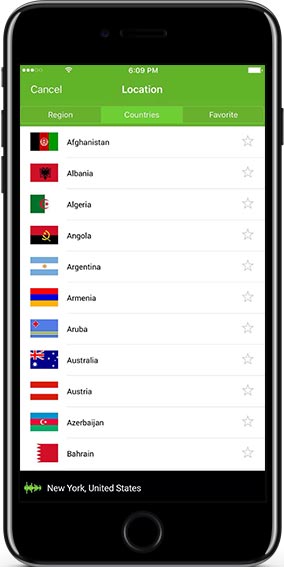 6:09 PM
Cancel Location
Region Countries Favorite
Afghanistan
Albania
Algeria
Angola
Argentina
Armenia
Aruba
Australia
Austria
Azerbaijan
Bahrain
New York, United States